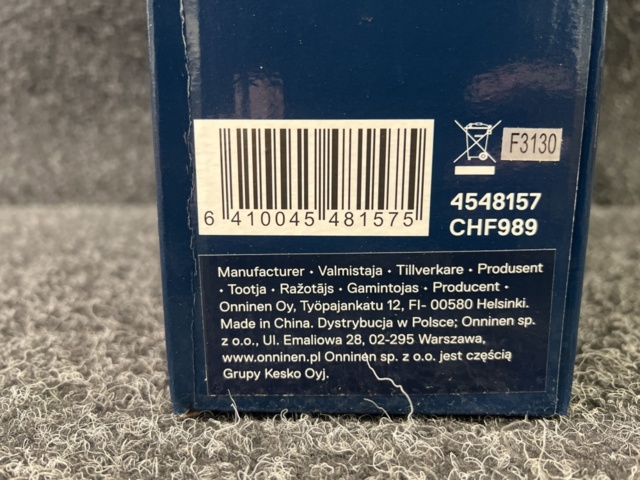 F3130
6 410045 481575
4548157
CHF989
Manufacturer · Valmistaja · Tillverkare · Produsent
· Tootja · Ražotājs · Gamintojas · Producent ·
Onninen Oy, Työpajankatu 12, FI- 00580 Helsinki.
Made in China. Dystrybucja w Polsce; Onninen sp.
z o.o., Ul. Emaliowa 28, 02-295 Warszawa,
www.onninen.pl Onninen sp. z o.o. jest częścią
Grupy Kesko Oyj.